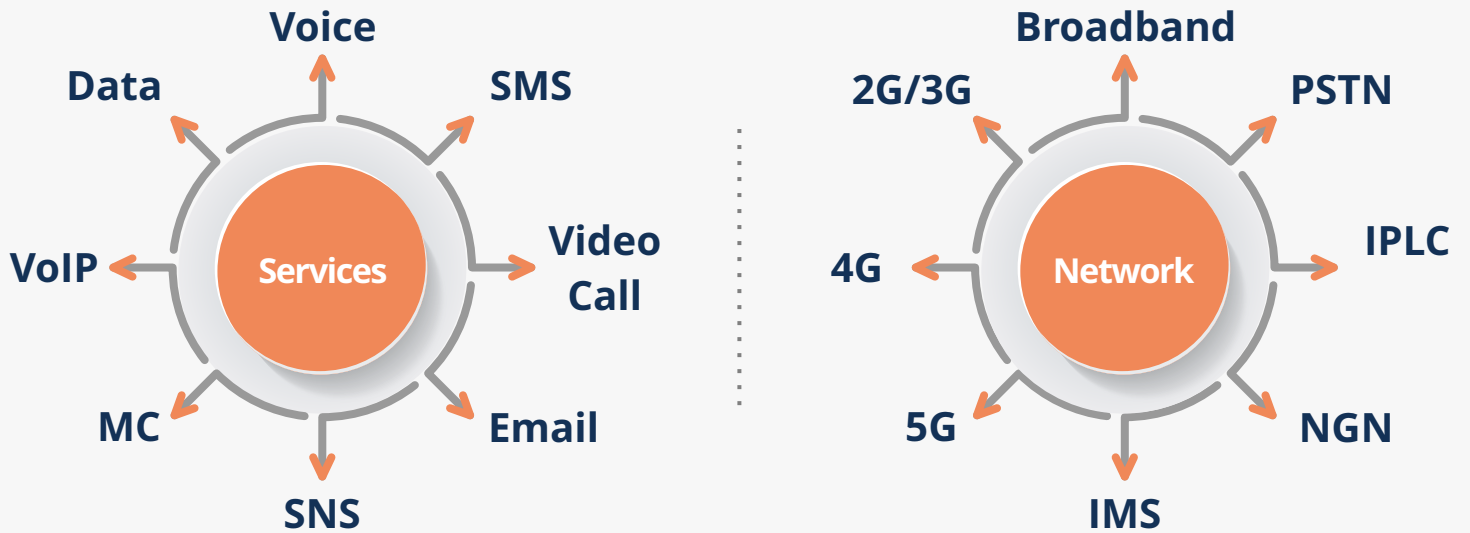 Voice
Data
SMS
VoIP
Services
Video
Call
MC
Email
SNS
Broadband
2G/3G
PSTN
4G
Network
IPLC
5G
NGN
IMS